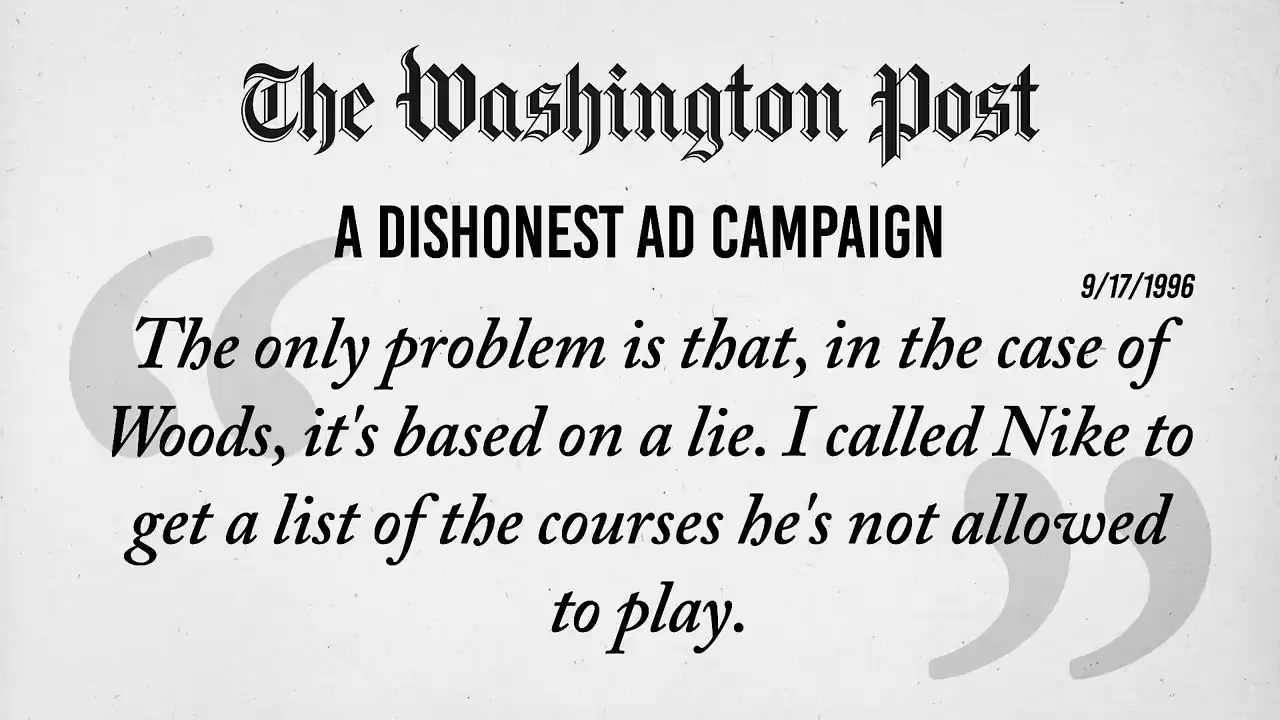 The Washington Post
A DISHONEST AD CAMPAIGN
9/17/1996
The only problem is that, in the case of
Woods, it's based on a lie. I called Nike to
get a list of the courses he's not allowed
to play.